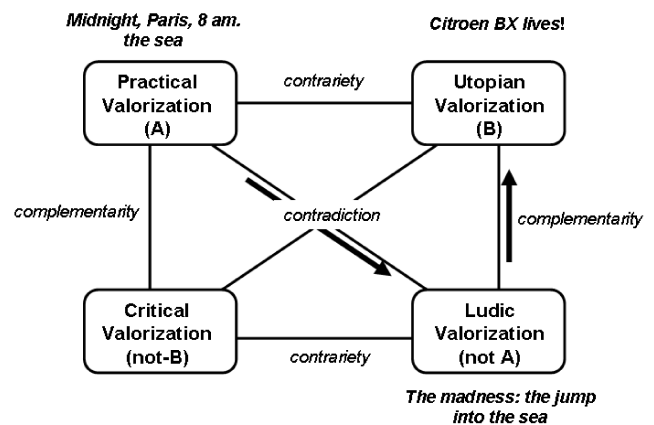 Midnight, Paris, 8 am.
the sea
Citroen BX lives!
Practical
Valorization
(A)
contrariety
Utopian
Valorization
(B)
complementarity
contradiction
complementarity
Critical
Valorization
(not-B)
contrariety
Ludic
Valorization
(not A)
The madness: the jump
into the sea